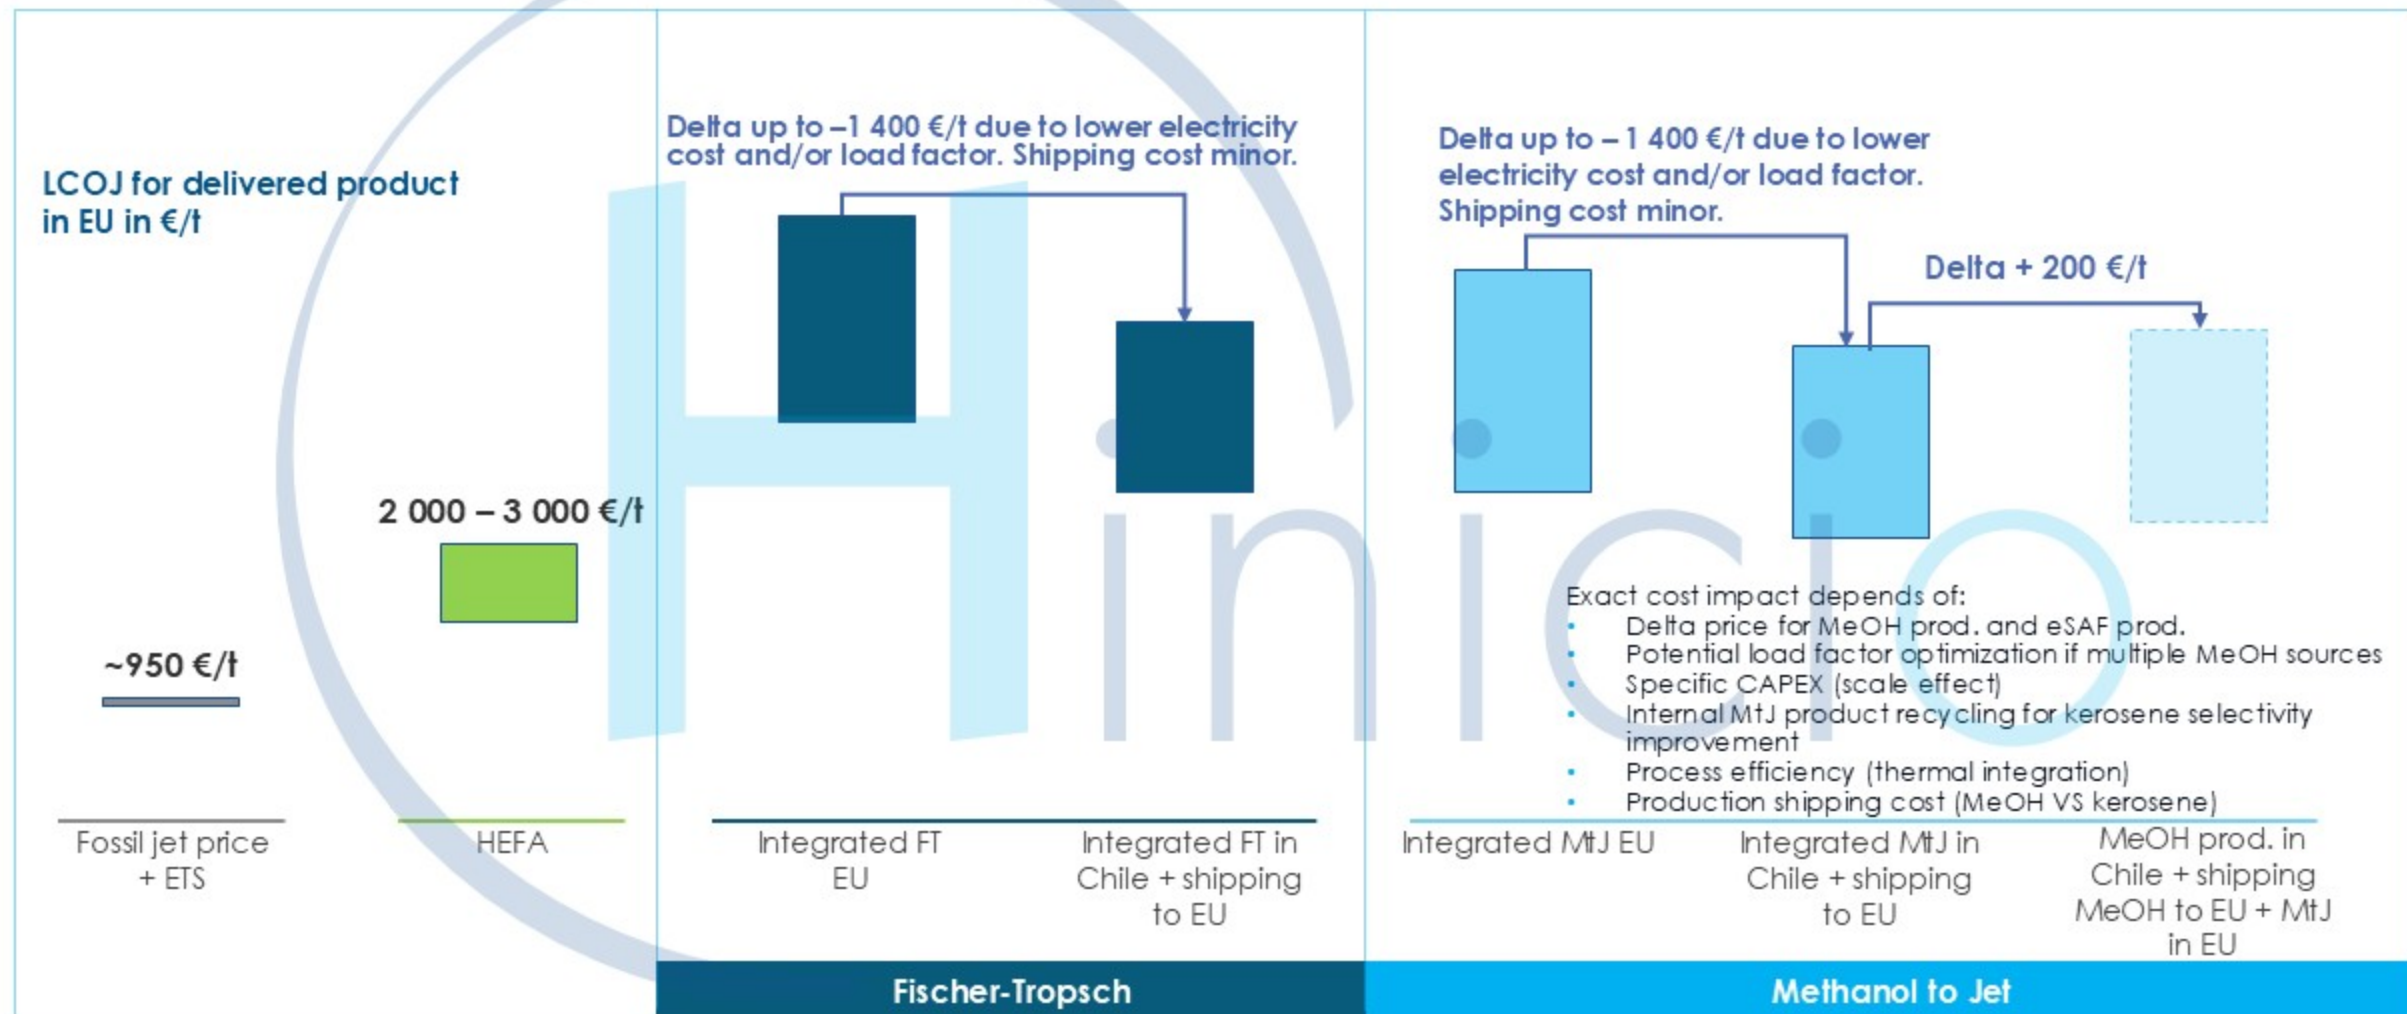 LCOJ for delivered product
in EU in €/t
~950 €/t
2 000 – 3 000 €/t
Delta up to –1 400 €/t due to lower electricity
cost and/or load factor. Shipping cost minor.
Delta up to – 1 400 €/t due to lower
electricity cost and/or load factor.
Shipping cost minor.
Delta + 200 €/t
Exact cost impact depends of:
• Delta price for MeOH prod. and eSAF prod.
• Potential load factor optimization if multiple MeOH sources
• Specific CAPEX (scale effect)
• Internal MtJ product recycling for kerosene selectivity
improvement
• Process efficiency (thermal integration)
• Production shipping cost (MeOH VS kerosene)
Fossil jet price
+ ETS
HEFA
Integrated FT
EU
Integrated FT in
Chile + shipping
to EU
Integrated MtJ EU
Integrated MtJ in
Chile + shipping
to EU
MeOH prod. in
Chile + shipping
MeOH to EU + MtJ
in EU
Fischer-Tropsch
Methanol to Jet
Hinicio